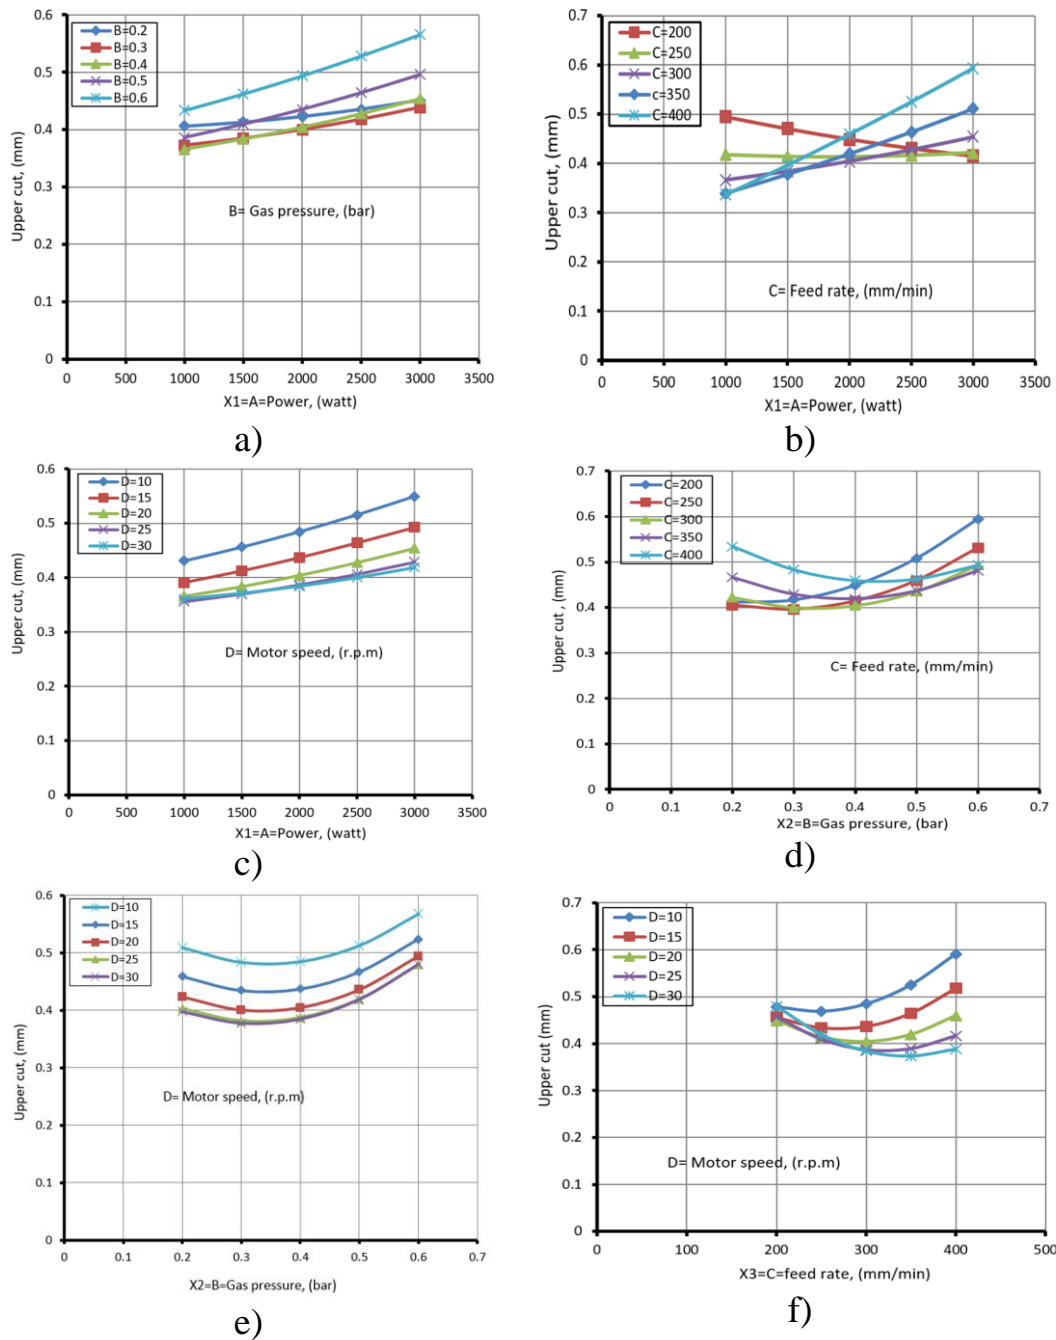 0.6
B=0.2
B=0.3
B=0.4
B=0.5
B=0.6
0.5
0.4
0.3
0.2
0.1
0
Upper cut, (mm)
B= Gas pressure, (bar)
0 500 1000 1500 2000 2500 3000 3500
X1=A=Power, (watt)
a)
0.7
C=200
C=250
C=300
c=350
C=400
0.6
0.5
0.4
0.3
0.2
0.1
0
Upper cut, (mm)
C= Feed rate, (mm/min)
0 500 1000 1500 2000 2500 3000 3500
X1=A=Power, (watt)
b)
0.6
D=10
D=15
D=20
D=25
D=30
0.5
0.4
0.3
0.2
0.1
0
Upper cut, (mm)
D= Motor speed, (r.p.m)
0 500 1000 1500 2000 2500 3000 3500
X1=A=Power, (watt)
c)
0.7
C=200
C=250
C=300
C=350
C=400
0.6
0.5
0.4
0.3
0.2
0.1
0
Upper cut , (mm)
C= Feed rate, (mm/min)
0 0.1 0.2 0.3 0.4 0.5 0.6 0.7
X2=B=Gas pressure, (bar)
d)
0.6
D=10
D=15
D=20
D=25
D=30
0.5
0.4
0.3
0.2
0.1
0
Upper cut, (mm)
D= Motor speed, (r.p.m)
0 0.1 0.2 0.3 0.4 0.5 0.6 0.7
X2=B=Gas pressure, (bar)
e)
0.7
D=10
D=15
D=20
D=25
D=30
0.6
0.5
0.4
0.3
0.2
0.1
0
Upper cut (mm)
D= Motor speed, (r.p.m)
0 100 200 300 400 500
X3=C=feed rate, (mm/min)
f)